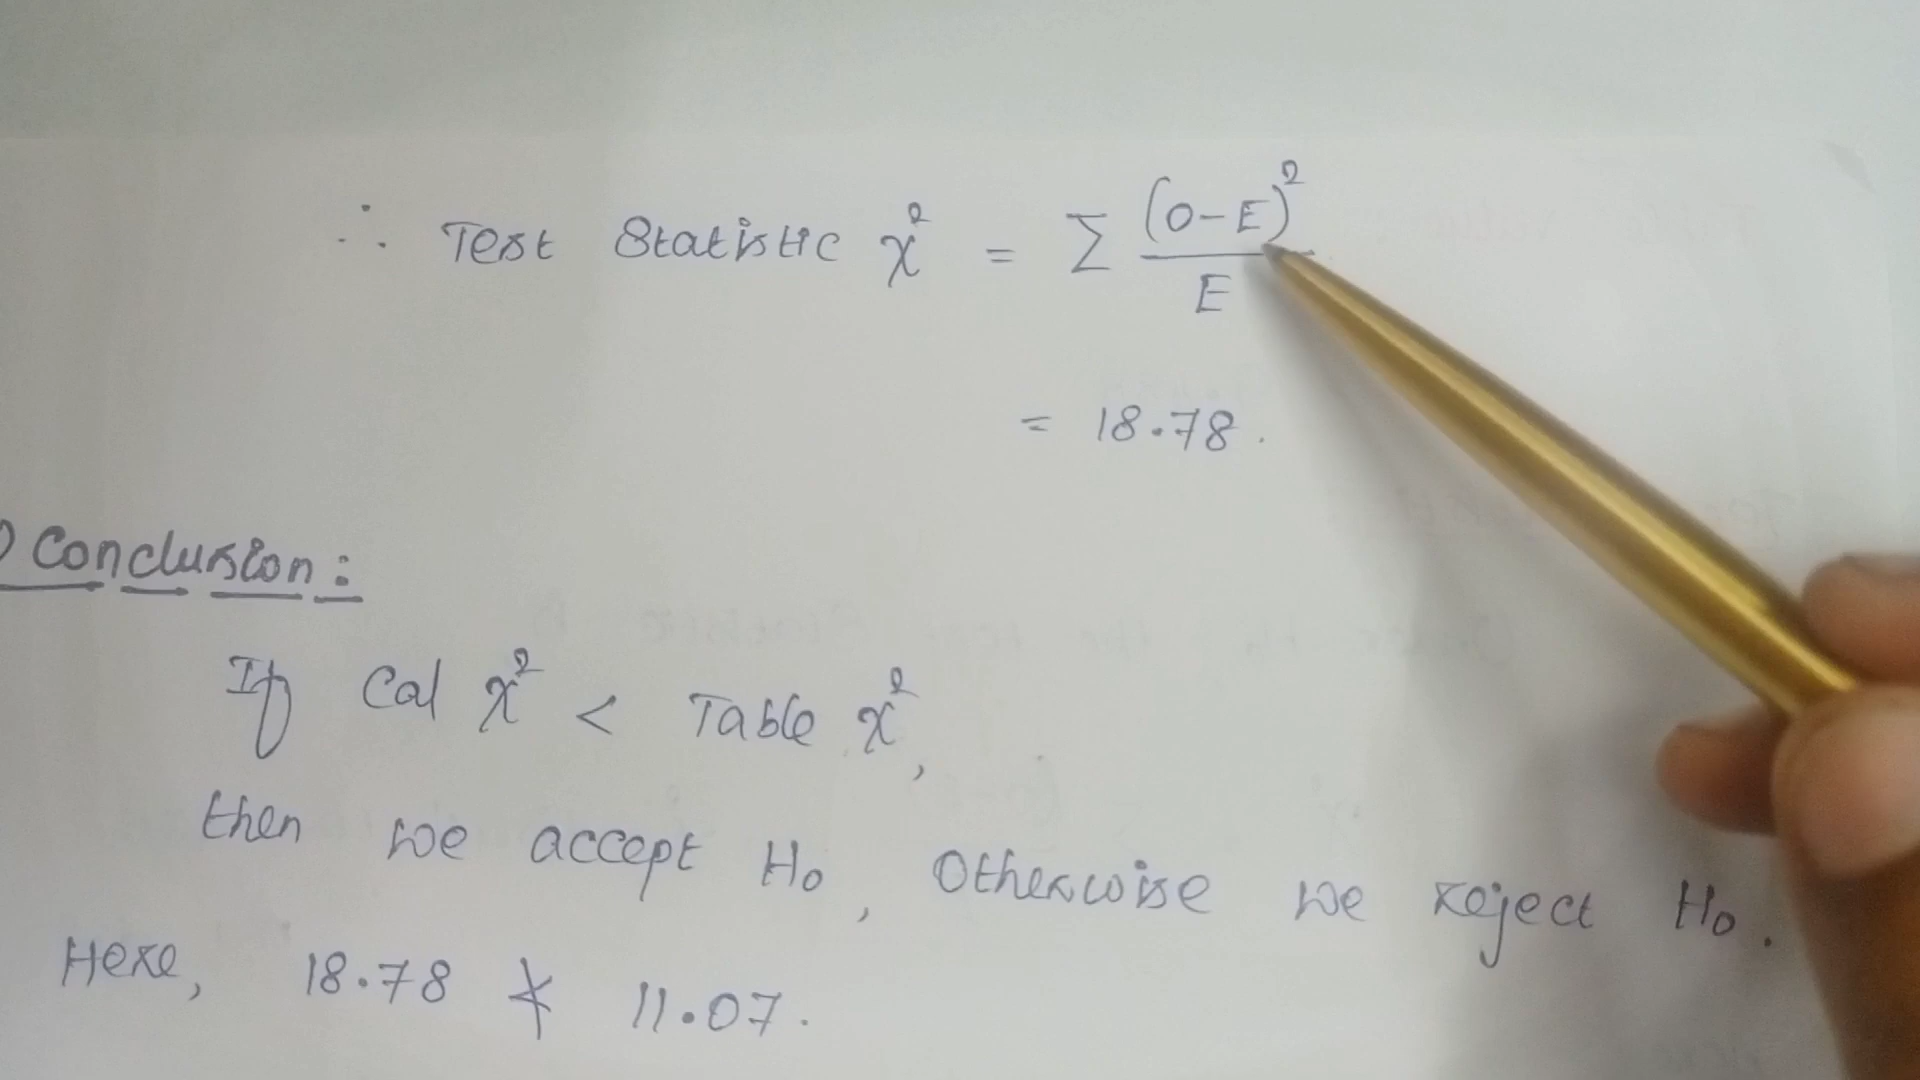 ∴ Test Statistic χ² = Σ (O-E)² / E
= 18.78.
) Conclusion:
If Cal χ² < Table χ²,
then we accept H₀, Otherwise we reject H₀.
Here, 18.78 ≮ 11.07.